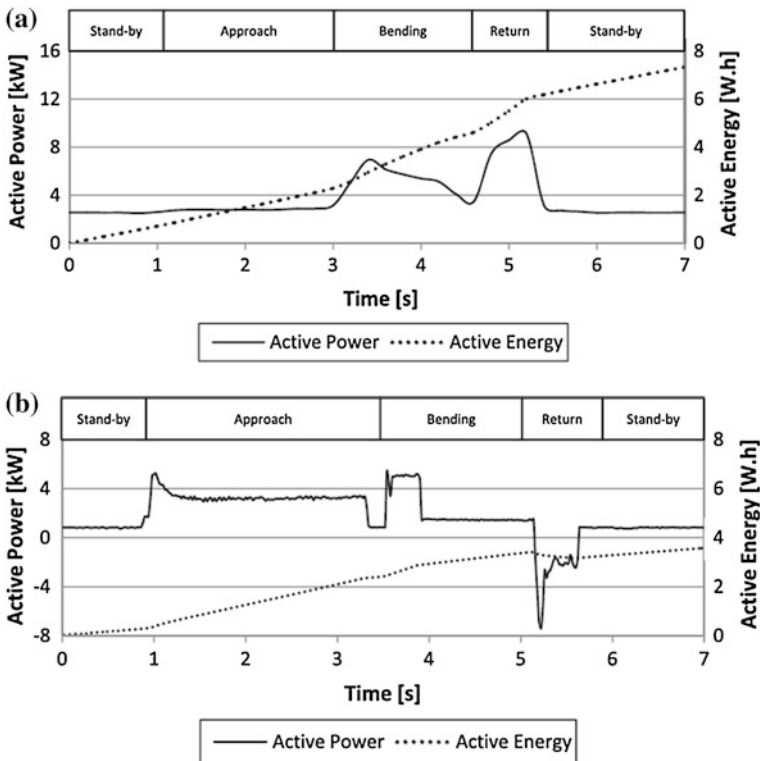 (a)
Stand-by Approach Bending Return Stand-by
Active Power [kW]
16
12
8
4
0
8
6
4
2
0
Active Energy [W.h]
0 1 2 3 4 5 6 7
Time [s]
Active Power Active Energy
(b)
Stand-by Approach Bending Return Stand-by
Active Power [kW]
8
4
0
-4
-8
8
6
4
2
0
Active Energy [W.h]
0 1 2 3 4 5 6 7
Time [s]
Active Power Active Energy